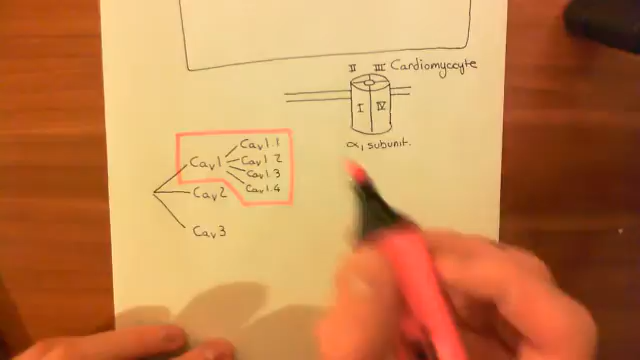 II III Cardiomyocyte
I IV
α₁ subunit.
Cav1.1
Cav1 Cav1.2
Cav1.3
Cav1.4
Cav2
Cav3